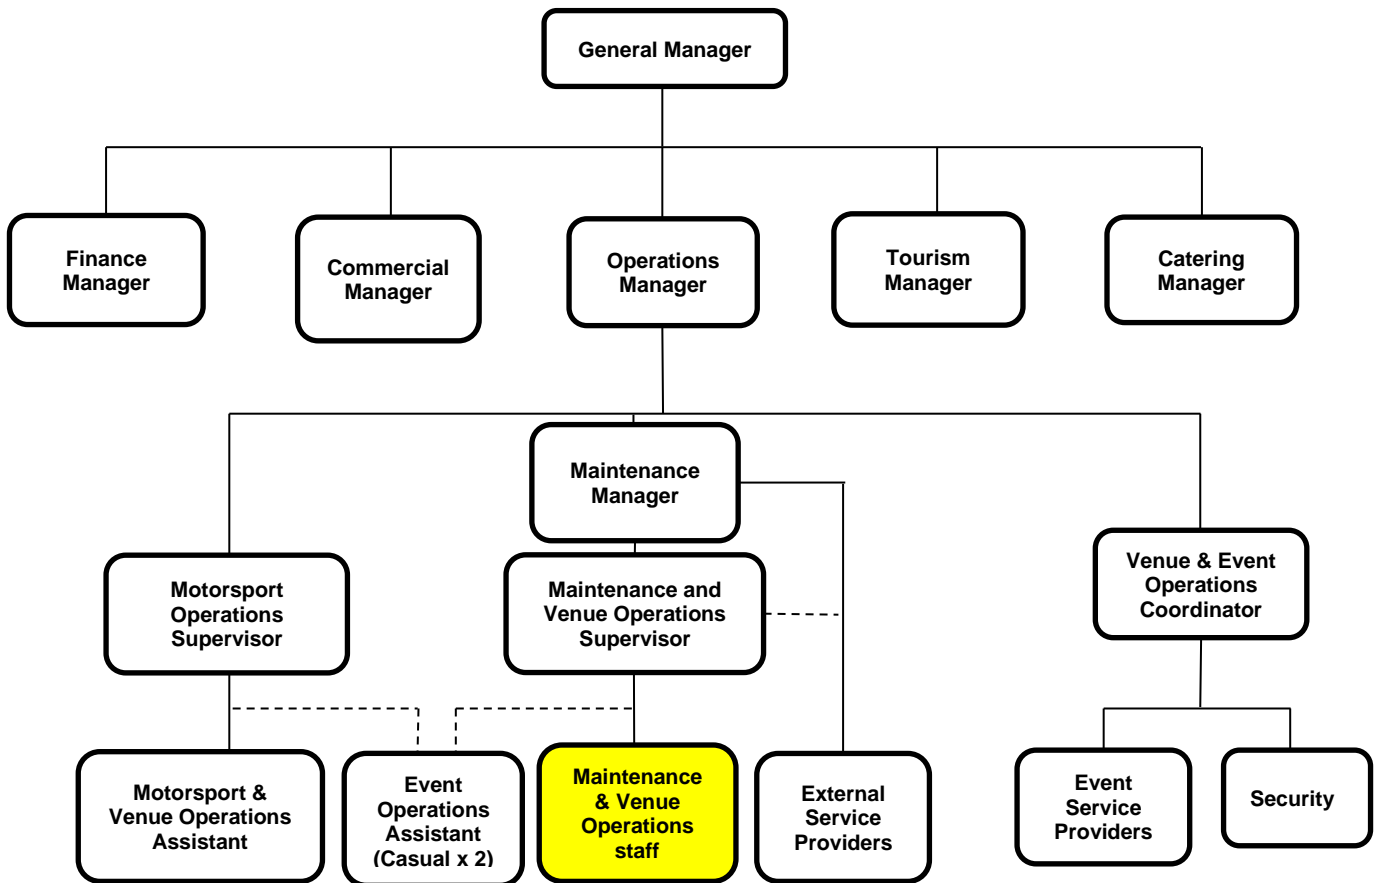 General Manager
Finance
Manager
Commercial
Manager
Operations
Manager
Tourism
Manager
Catering
Manager
Maintenance
Manager
Motorsport
Operations
Supervisor
Maintenance and
Venue Operations
Supervisor
Venue & Event
Operations
Coordinator
Motorsport &
Venue Operations
Assistant
Event
Operations
Assistant
(Casual x 2)
Maintenance
& Venue
Operations
staff
External
Service
Providers
Event
Service
Providers
Security